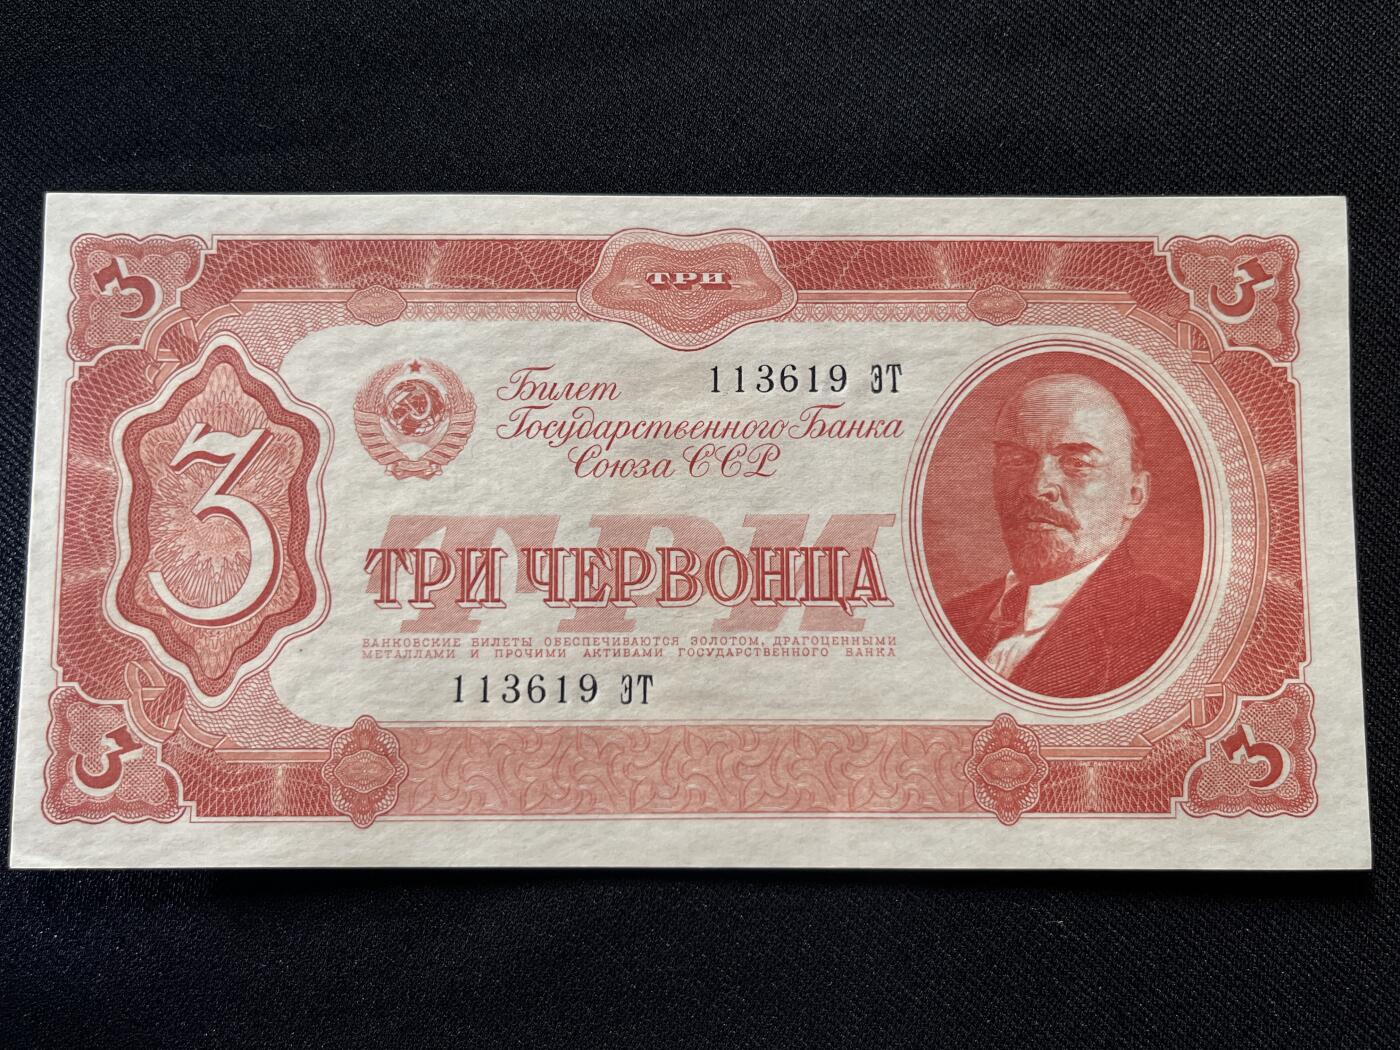 3
ТРИ
3
Билет
113619 ЭТ
Государственного Банка
Союза ССР
3
ТРИ
ТРИ ЧЕРВОНЦА
БАНКОВСКИЕ БИЛЕТЫ ОБЕСПЕЧИВАЮТСЯ ЗОЛОТОМ, ДРАГОЦЕННЫМИ
МЕТАЛЛАМИ И ПРОЧИМИ АКТИВАМИ ГОСУДАРСТВЕННОГО БАНКА
113619 ЭТ
3
3